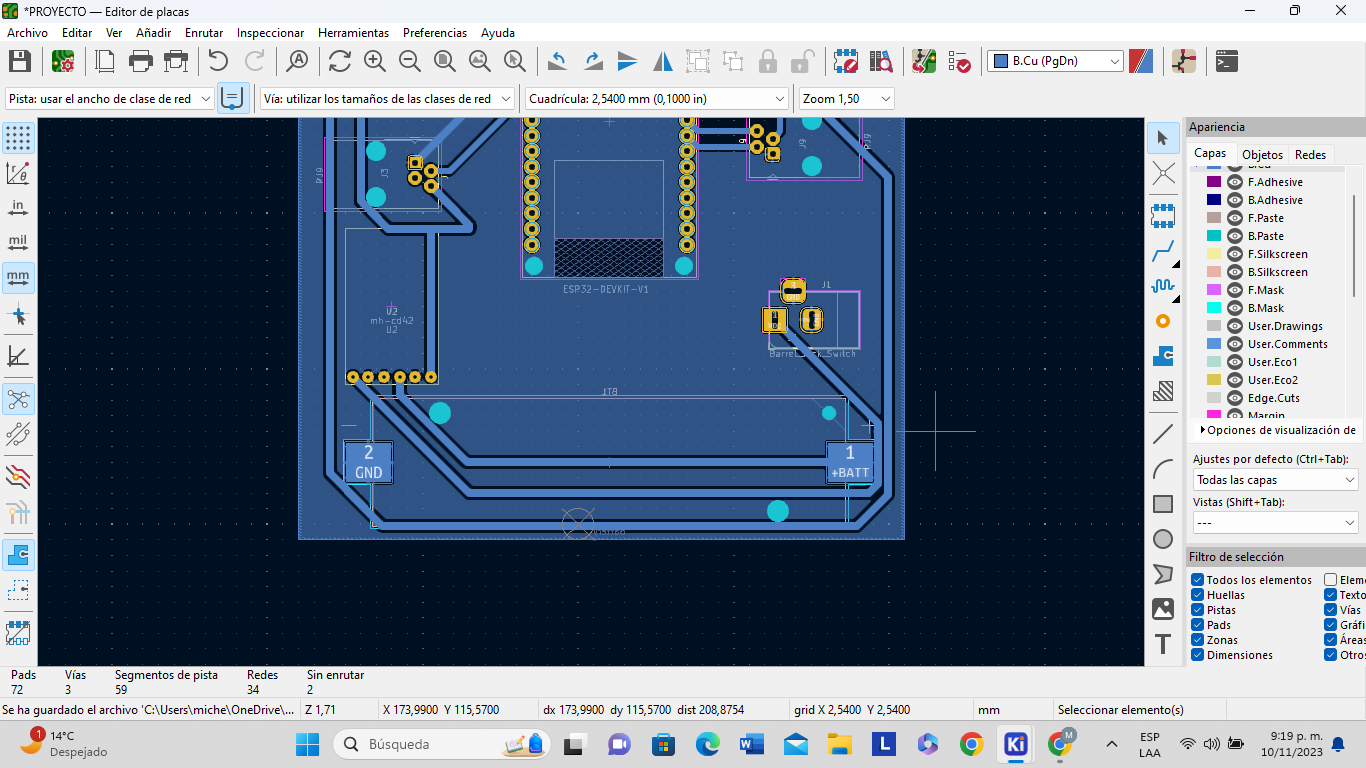 *PROYECTO — Editor de placas
Archivo Editar Ver Añadir Enrutar Inspeccionar Herramientas Preferencias Ayuda
B.Cu (PgDn)
Pista: usar el ancho de clase de red
Vía: utilizar los tamaños de las clases de red
Cuadrícula: 2,5400 mm (0,1000 in)
Zoom 1,50
in
mil
mm
J3
J9
RJ9
ESP32-DEVKIT-V1
U2
mh-cd42
U2
J1
GND
BT1
2
GND
1
+BATT
Apariencia
Capas Objetos Redes
F.Adhesive
B.Adhesive
F.Paste
B.Paste
F.Silkscreen
B.Silkscreen
F.Mask
B.Mask
User.Drawings
User.Comments
User.Eco1
User.Eco2
Edge.Cuts
Margin
Opciones de visualización de
Ajustes por defecto (Ctrl+Tab):
Todas las capas
Vistas (Shift+Tab):
---
Filtro de selección
Todos los elementos Eleme
Huellas Texto
Pistas Vías
Pads Gráfi
Zonas Áreas
Dimensiones Otros
Pads Vías Segmentos de pista Redes Sin enrutar
72 3 59 34 2
Se ha guardado el archivo 'C:\Users\miche\OneDrive\... Z 1,71 X 173,9900 Y 115,5700 dx 173,9900 dy 115,5700 dist 208,8754 grid X 2,5400 Y 2,5400 mm Seleccionar elemento(s)
1
14°C
Despejado
Búsqueda
M
ESP
LAA
9:19 p. m.
10/11/2023